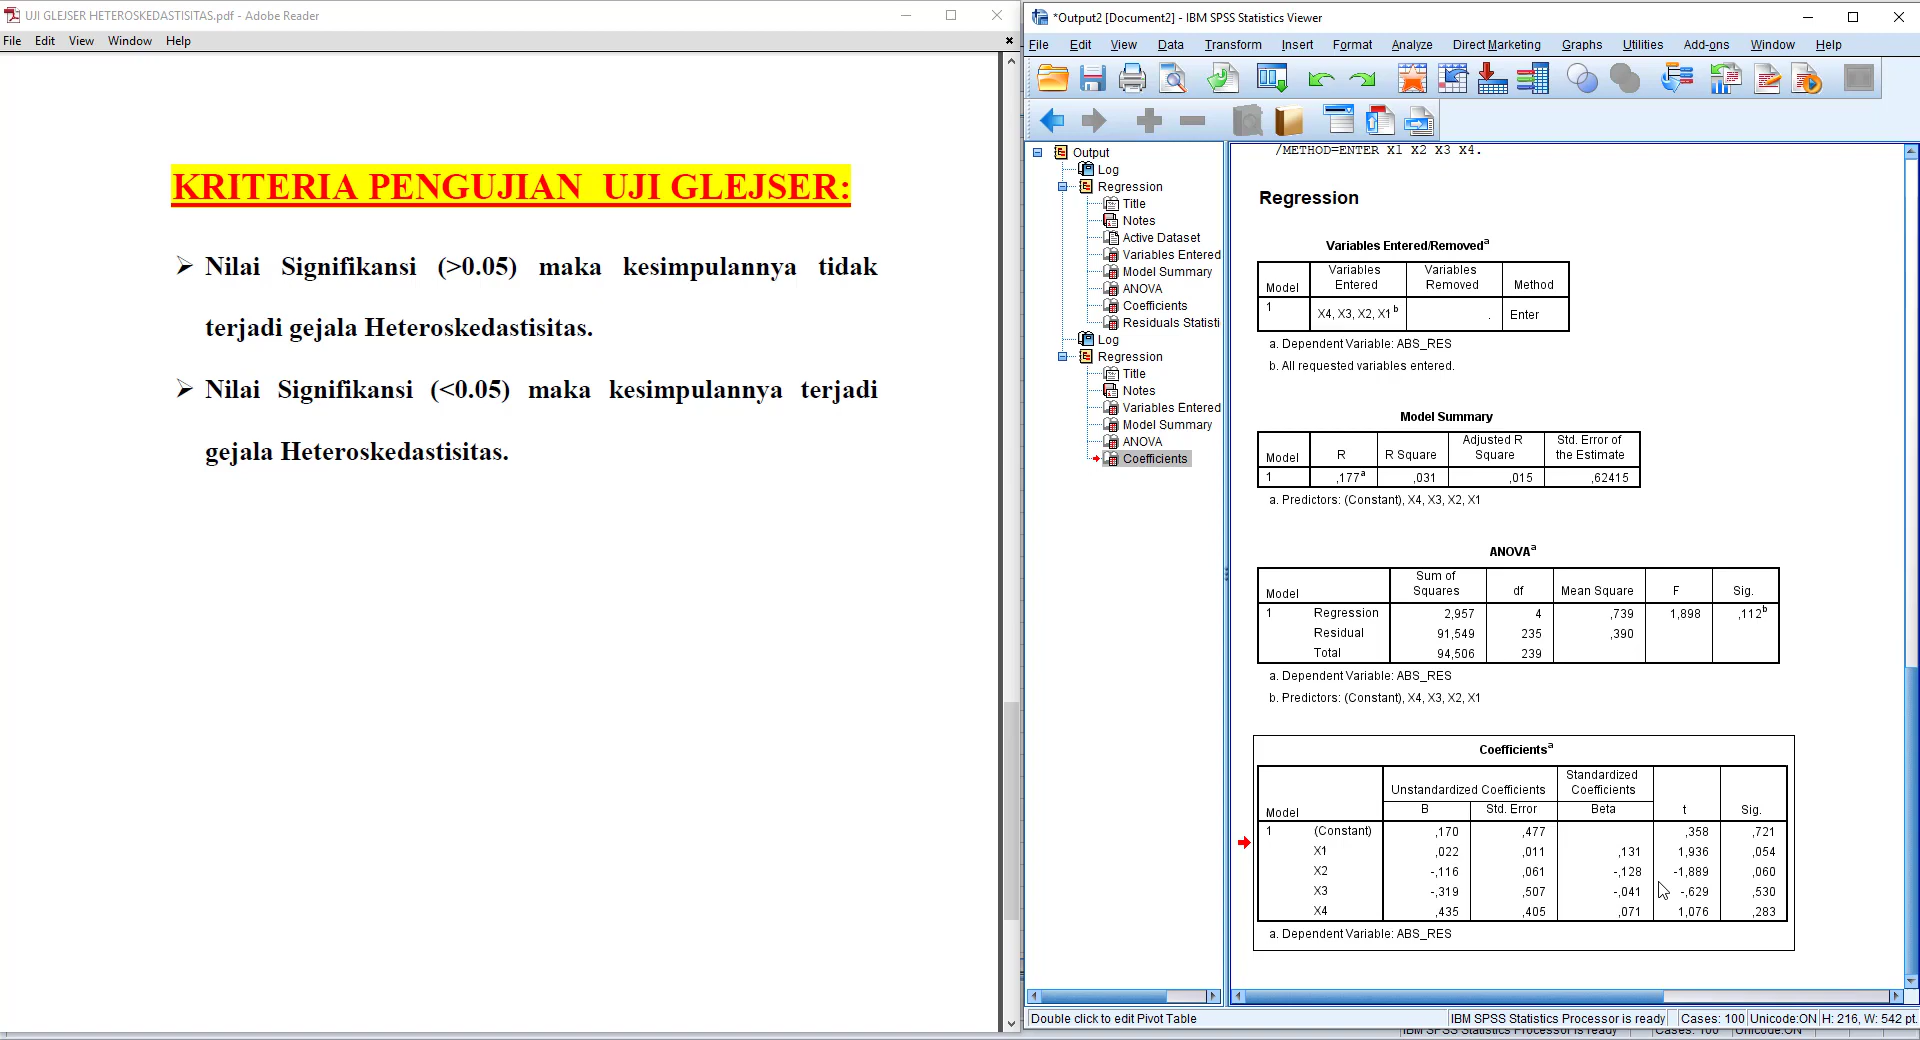 UJI GLEJSER HETEROSKEDASTISITAS.pdf - Adobe Reader
File Edit View Window Help
KRITERIA PENGUJIAN UJI GLEJSER:
➢ Nilai Signifikansi (>0.05) maka kesimpulannya tidak
terjadi gejala Heteroskedastisitas.
➢ Nilai Signifikansi (<0.05) maka kesimpulannya terjadi
gejala Heteroskedastisitas.
*Output2 [Document2] - IBM SPSS Statistics Viewer
File Edit View Data Transform Insert Format Analyze Direct Marketing Graphs Utilities Add-ons Window Help
Output
Log
Regression
Title
Notes
Active Dataset
Variables Entered
Model Summary
ANOVA
Coefficients
Residuals Statisti
Log
Regression
Title
Notes
Variables Entered
Model Summary
ANOVA
Coefficients
/METHOD=ENTER X1 X2 X3 X4.
Regression
Variables Entered/Removedᵃ
Model Variables Entered Variables Removed Method
1 X4, X3, X2, X1 ᵇ . Enter
a. Dependent Variable: ABS_RES
b. All requested variables entered.
Model Summary
Model R R Square Adjusted R Square Std. Error of the Estimate
1 ,177ᵃ ,031 ,015 ,62415
a. Predictors: (Constant), X4, X3, X2, X1
ANOVAᵃ
Model Sum of Squares df Mean Square F Sig.
1 Regression 2,957 4 ,739 1,898 ,112ᵇ
Residual 91,549 235 ,390
Total 94,506 239
a. Dependent Variable: ABS_RES
b. Predictors: (Constant), X4, X3, X2, X1
Coefficientsᵃ
Model Unstandardized Coefficients Standardized Coefficients t Sig.
B Std. Error Beta
1 (Constant) ,170 ,477 ,358 ,721
X1 ,022 ,011 ,131 1,936 ,054
X2 -,116 ,061 -,128 -1,889 ,060
X3 -,319 ,507 -,041 -,629 ,530
X4 ,435 ,405 ,071 1,076 ,283
a. Dependent Variable: ABS_RES
Double click to edit Pivot Table IBM SPSS Statistics Processor is ready Cases: 100 Unicode:ON H: 216, W: 542 pt.
IBM SPSS Statistics Processor is ready Cases: 100 Unicode:ON